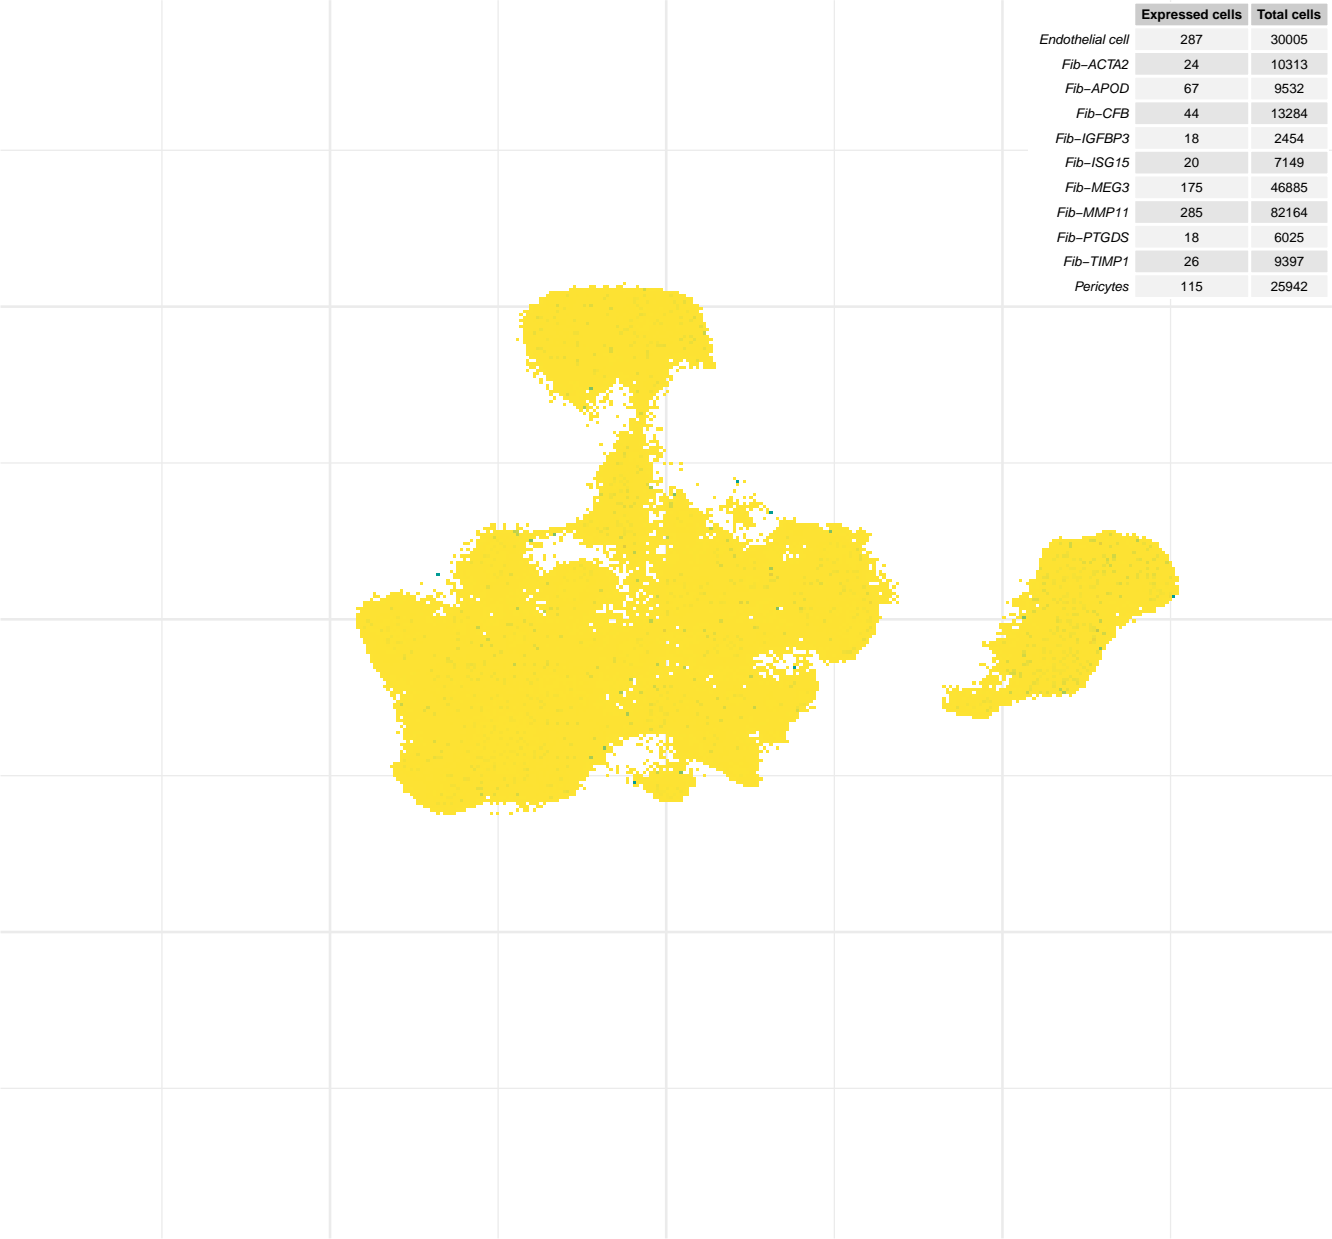 Expressed cells Total cells
Endothelial cell 287 30005
Fib−ACTA2 24 10313
Fib−APOD 67 9532
Fib−CFB 44 13284
Fib−IGFBP3 18 2454
Fib−ISG15 20 7149
Fib−MEG3 175 46885
Fib−MMP11 285 82164
Fib−PTGDS 18 6025
Fib−TIMP1 26 9397
Pericytes 115 25942